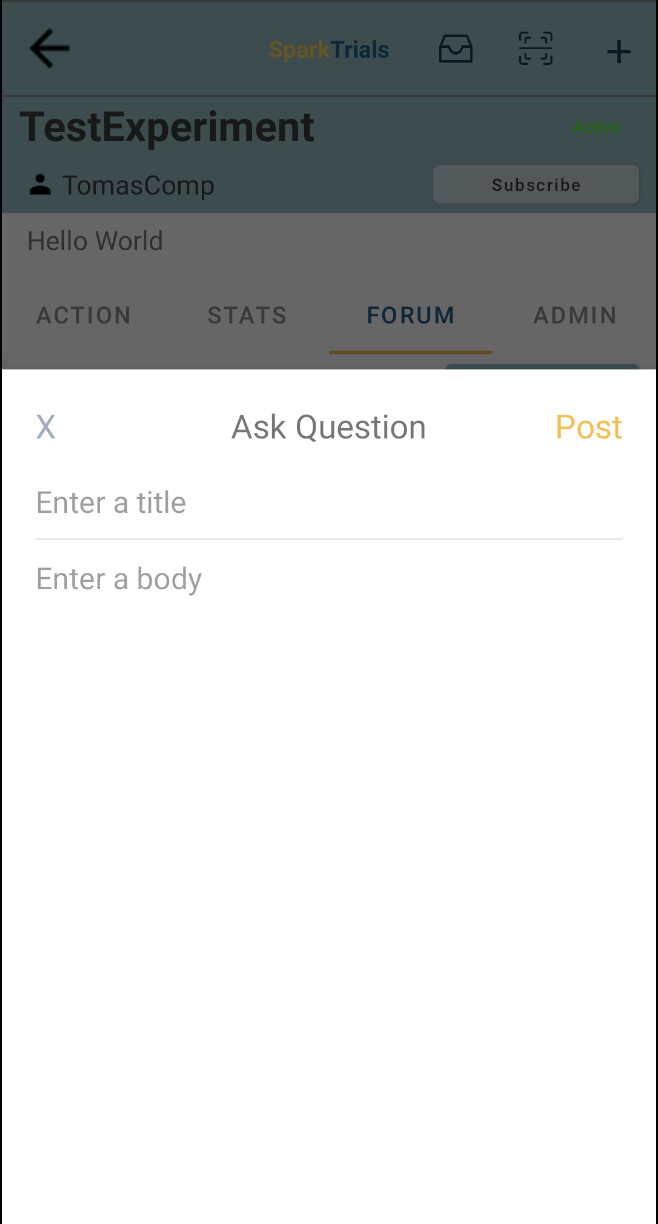 SparkTrials
TestExperiment
Active
TomasComp
Subscribe
Hello World
ACTION STATS FORUM ADMIN
X Ask Question Post
Enter a title
Enter a body